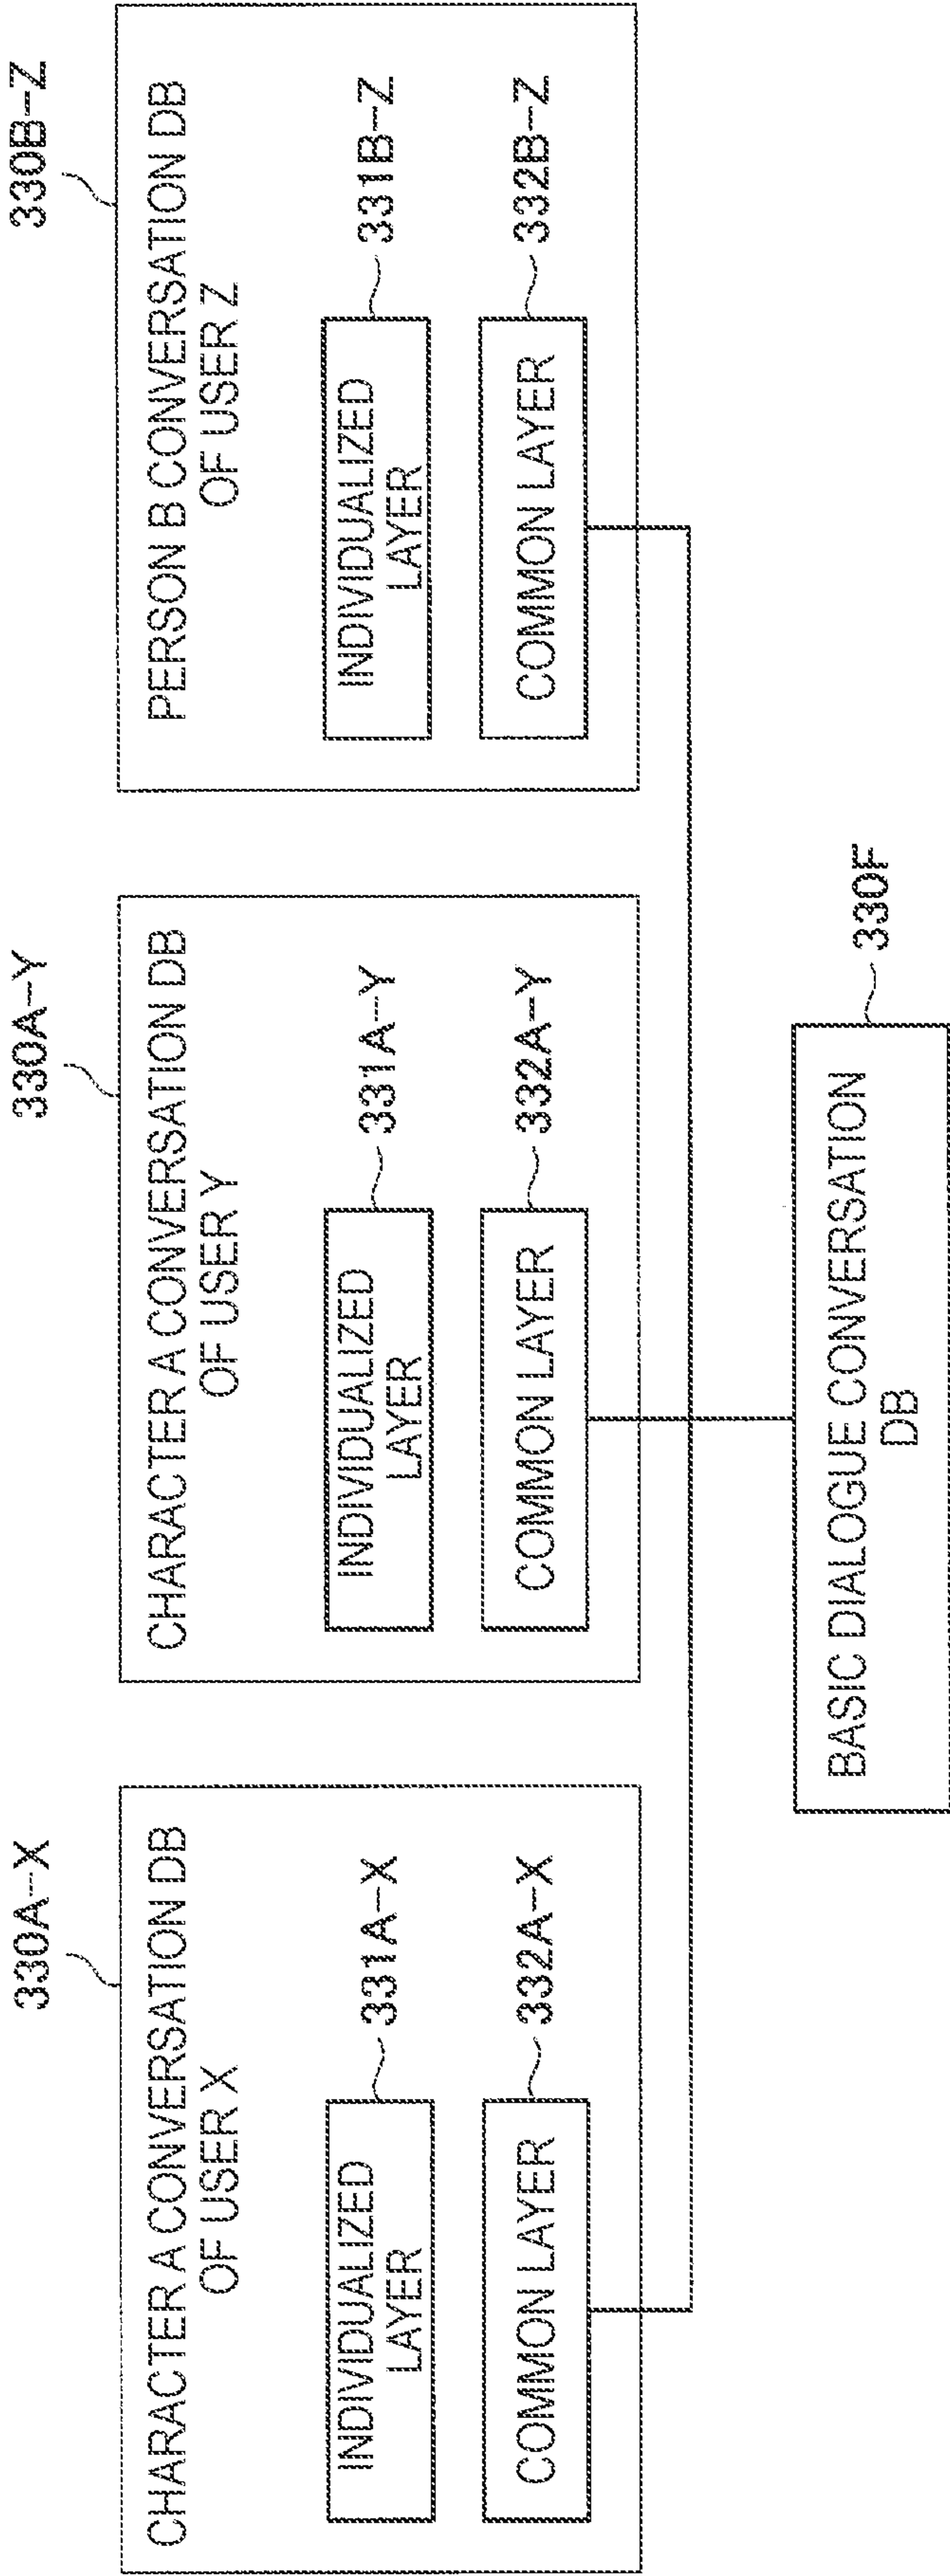 330A-X
CHARACTER A CONVERSATION DB
OF USER X
INDIVIDUALIZED
LAYER
331A-X
COMMON LAYER
332A-X
330A-Y
CHARACTER A CONVERSATION DB
OF USER Y
INDIVIDUALIZED
LAYER
331A-Y
COMMON LAYER
332A-Y
330B-Z
PERSON B CONVERSATION DB
OF USER Z
INDIVIDUALIZED
LAYER
331B-Z
COMMON LAYER
332B-Z
BASIC DIALOGUE CONVERSATION
DB
330F